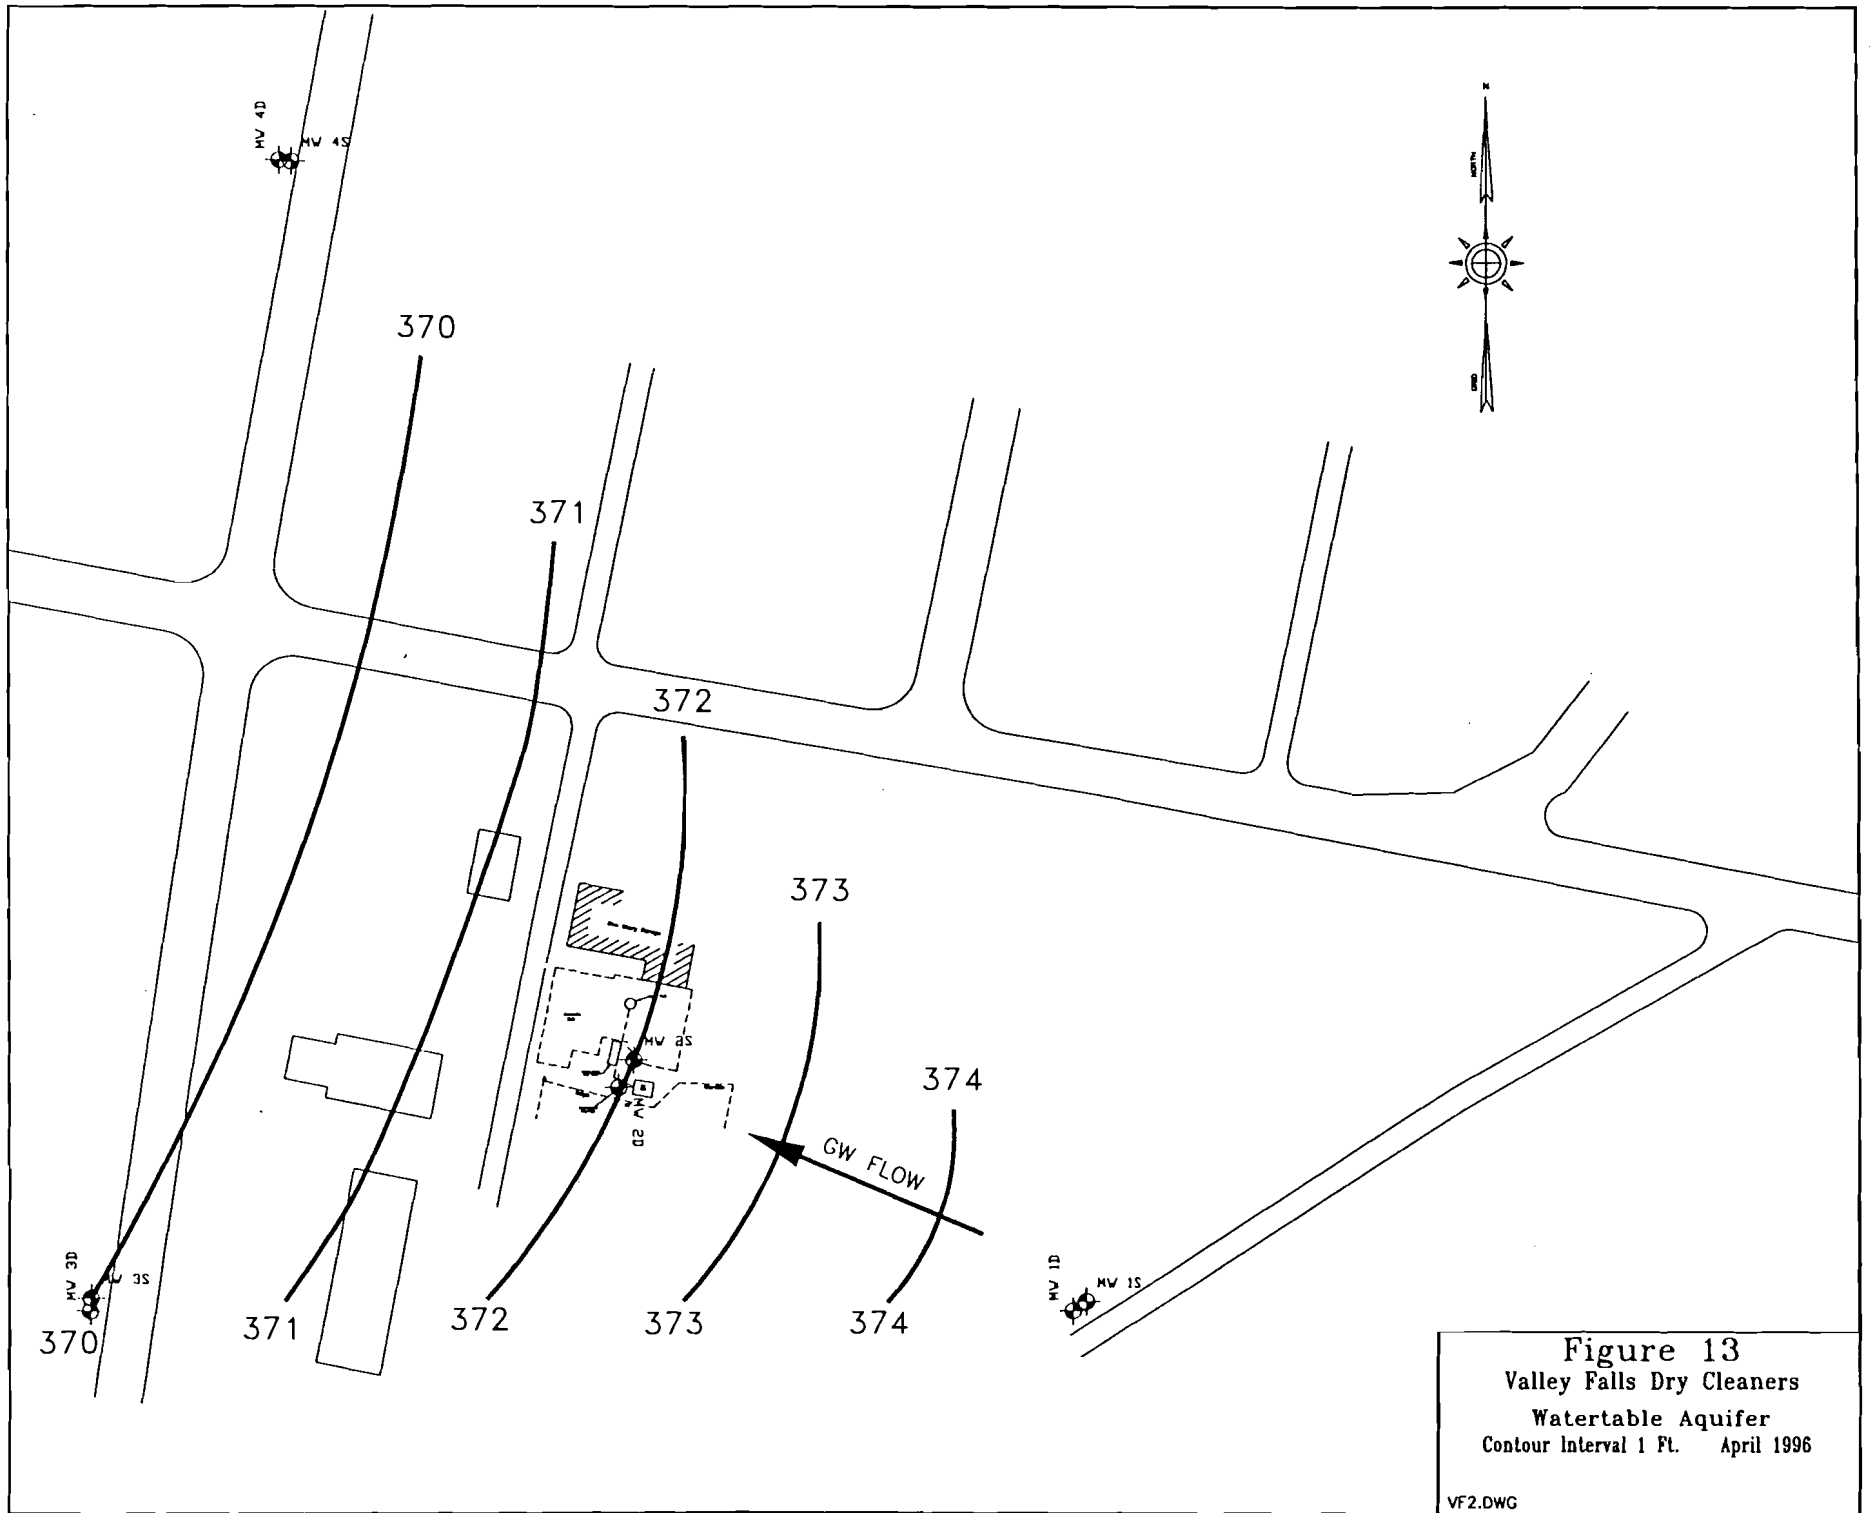 MW 4D
MW 4S
N
NORTH
GRID
370
371
372
373
374
MW 2D
GW FLOW
MW 3D
W 3S
MW 1D
MW 1S
370
371
372
373
374
Figure 13
Valley Falls Dry Cleaners
Watertable Aquifer
Contour Interval 1 Ft. April 1996
VF2.DWG